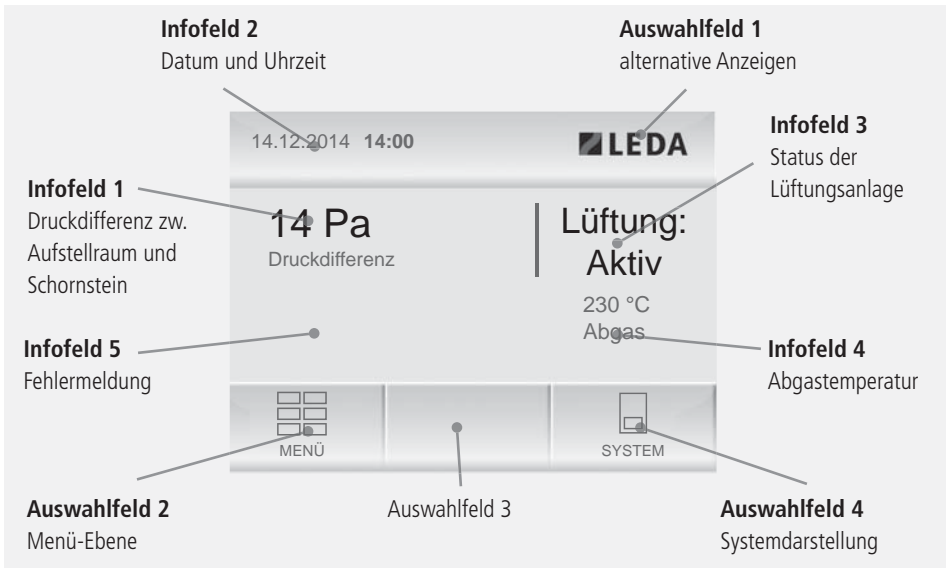 Infofeld 2
Datum und Uhrzeit
Auswahlfeld 1
alternative Anzeigen
14.12.2014 14:00
LEDA
Infofeld 3
Status der
Lüftungsanlage
Infofeld 1
Druckdifferenz zw.
Aufstellraum und
Schornstein
14 Pa
Druckdifferenz
Lüftung:
Aktiv
230 °C
Abgas
Infofeld 5
Fehlermeldung
Infofeld 4
Abgastemperatur
MENÜ
SYSTEM
Auswahlfeld 2
Menü-Ebene
Auswahlfeld 3
Auswahlfeld 4
Systemdarstellung